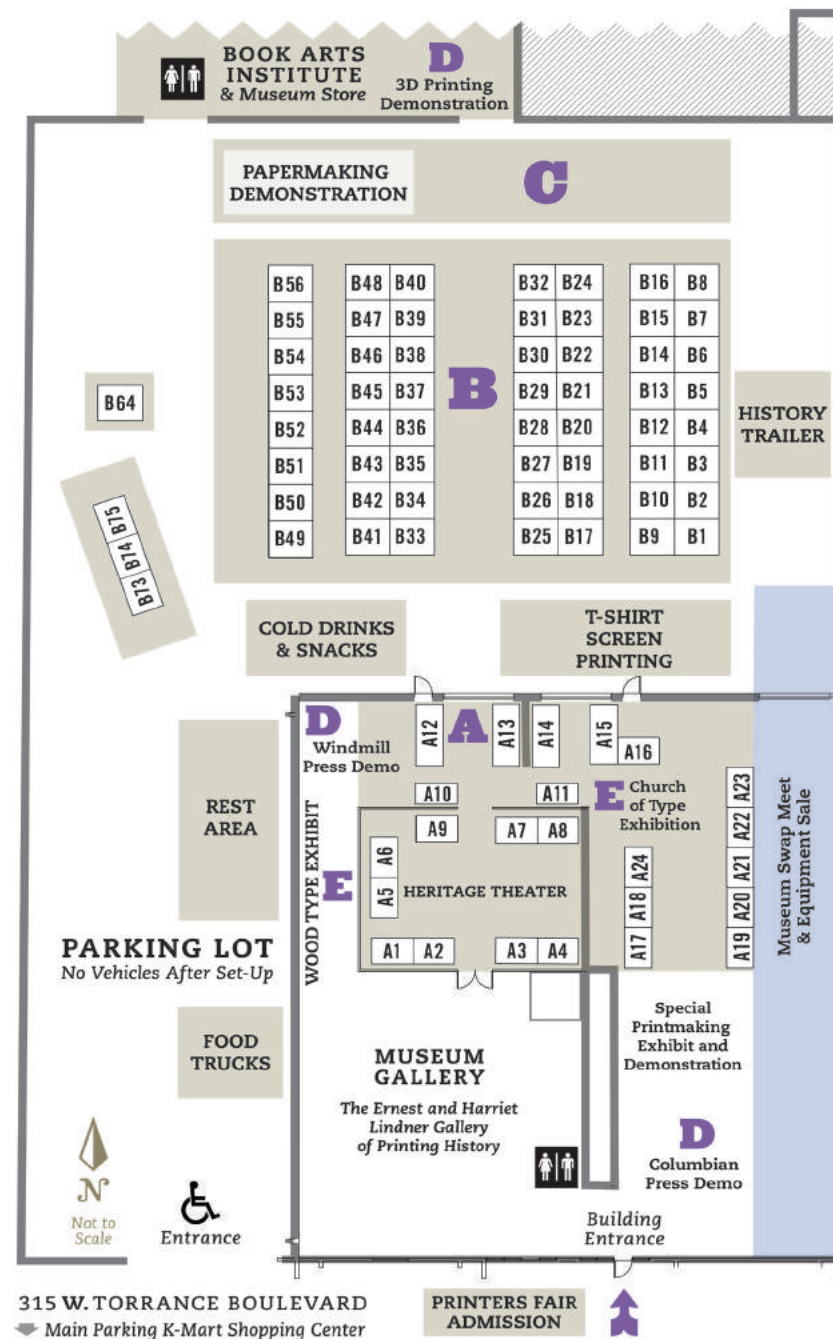 BOOK ARTS
INSTITUTE
& Museum Store
D
3D Printing
Demonstration
PAPERMAKING
DEMONSTRATION
C
B56
B48 B40
B32 B24
B16 B8
B55
B47 B39
B31 B23
B15 B7
B54
B46 B38
B30 B22
B14 B6
B53
B45 B37
B
B29 B21
B13 B5
B52
B44 B36
B28 B20
B12 B4
B51
B43 B35
B27 B19
B11 B3
B50
B42 B34
B26 B18
B10 B2
B49
B41 B33
B25 B17
B9 B1
B64
B75
B74
B73
HISTORY
TRAILER
COLD DRINKS
& SNACKS
T-SHIRT
SCREEN
PRINTING
D
Windmill
Press Demo
A12
A
A13
A14
A15
A16
A10
A11
E
Church
of Type
Exhibition
A9
A7 A8
A6
A5
HERITAGE THEATER
A1 A2
A3 A4
WOOD TYPE EXHIBIT
E
A24
A18
A17
A23
A22
A21
A20
A19
Museum Swap Meet
& Equipment Sale
REST
AREA
PARKING LOT
No Vehicles After Set-Up
FOOD
TRUCKS
MUSEUM
GALLERY
The Ernest and Harriet
Lindner Gallery
of Printing History
Special
Printmaking
Exhibit and
Demonstration
D
Columbian
Press Demo
N
Not to
Scale
Entrance
Building
Entrance
315 W. TORRANCE BOULEVARD
Main Parking K-Mart Shopping Center
PRINTERS FAIR
ADMISSION